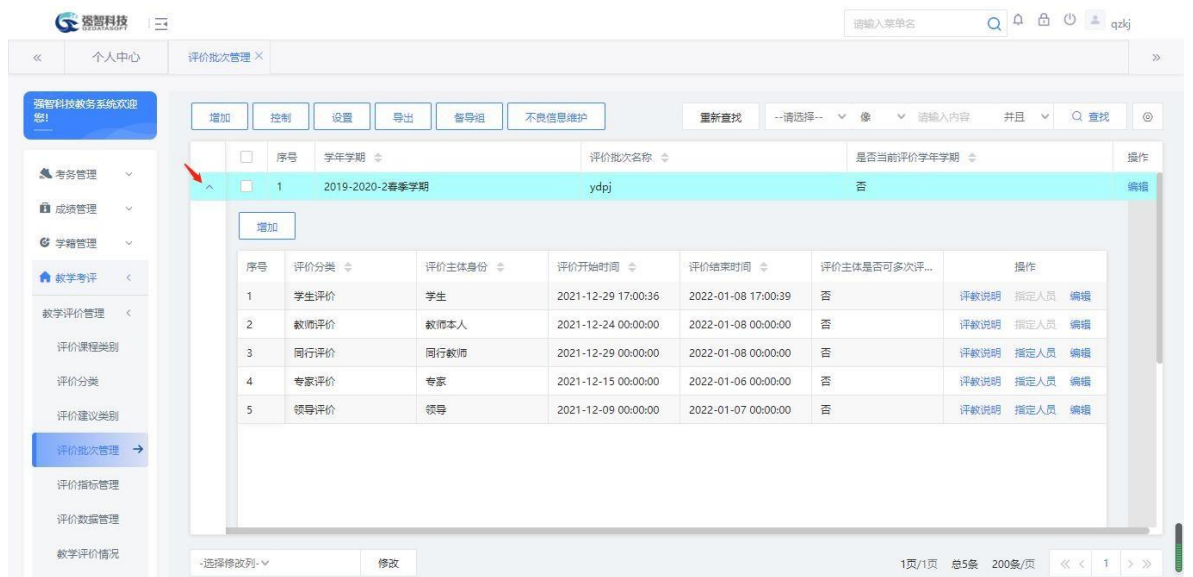 强智科技
QZDATASOFT
请输入菜单名
qzkj
个人中心
评价批次管理
强智科技教务系统欢迎
您!
考务管理
成绩管理
学籍管理
教学考评
教学评价管理
评价课程类别
评价分类
评价建议类别
评价批次管理
评价指标管理
评价数据管理
教学评价情况
增加 控制 设置 导出 督导组 不良信息维护 重新查找 --请选择-- 像 请输入内容 并且 查找
序号 学年学期 评价批次名称 是否当前评价学年学期 操作
1 2019-2020-2春季学期 ydpj 否 编辑
增加
序号 评价分类 评价主体身份 评价开始时间 评价结束时间 评价主体是否可多次评... 操作
1 学生评价 学生 2021-12-29 17:00:36 2022-01-08 17:00:39 否 评教说明 指定人员 编辑
2 教师评价 教师本人 2021-12-24 00:00:00 2022-01-08 00:00:00 否 评教说明 指定人员 编辑
3 同行评价 同行教师 2021-12-29 00:00:00 2022-01-08 00:00:00 否 评教说明 指定人员 编辑
4 专家评价 专家 2021-12-15 00:00:00 2022-01-06 00:00:00 否 评教说明 指定人员 编辑
5 领导评价 领导 2021-12-09 00:00:00 2022-01-07 00:00:00 否 评教说明 指定人员 编辑
-选择修改列- 修改 1页/1页 总5条 200条/页 1